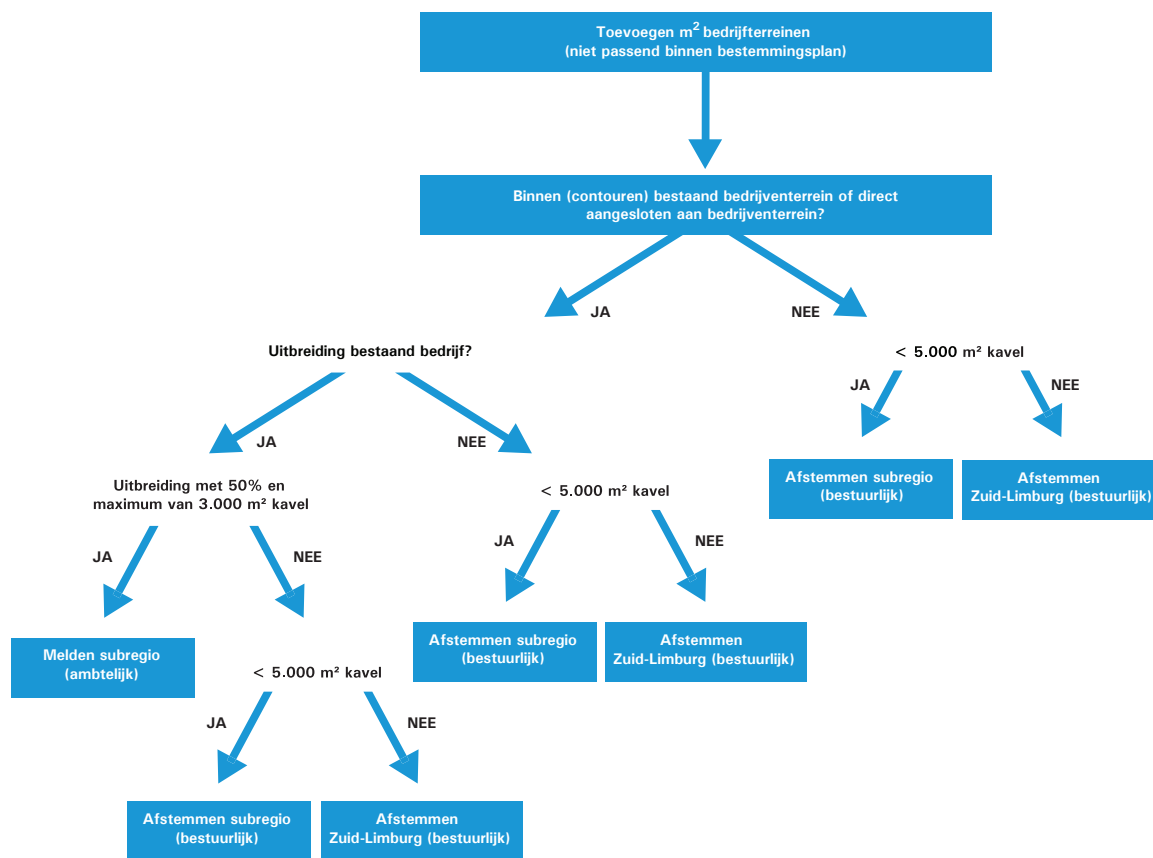 Toevoegen m² bedrijfterreinen
(niet passend binnen bestemmingsplan)
Binnen (contouren) bestaand bedrijventerrein of direct
aangesloten aan bedrijventerrein?
JA
NEE
Uitbreiding bestaand bedrijf?
< 5.000 m² kavel
JA
NEE
JA
NEE
Afstemmen subregio
(bestuurlijk)
Afstemmen
Zuid-Limburg (bestuurlijk)
Uitbreiding met 50% en
maximum van 3.000 m² kavel
< 5.000 m² kavel
JA
NEE
JA
NEE
Melden subregio
(ambtelijk)
< 5.000 m² kavel
Afstemmen subregio
(bestuurlijk)
Afstemmen
Zuid-Limburg (bestuurlijk)
JA
NEE
Afstemmen subregio
(bestuurlijk)
Afstemmen
Zuid-Limburg (bestuurlijk)